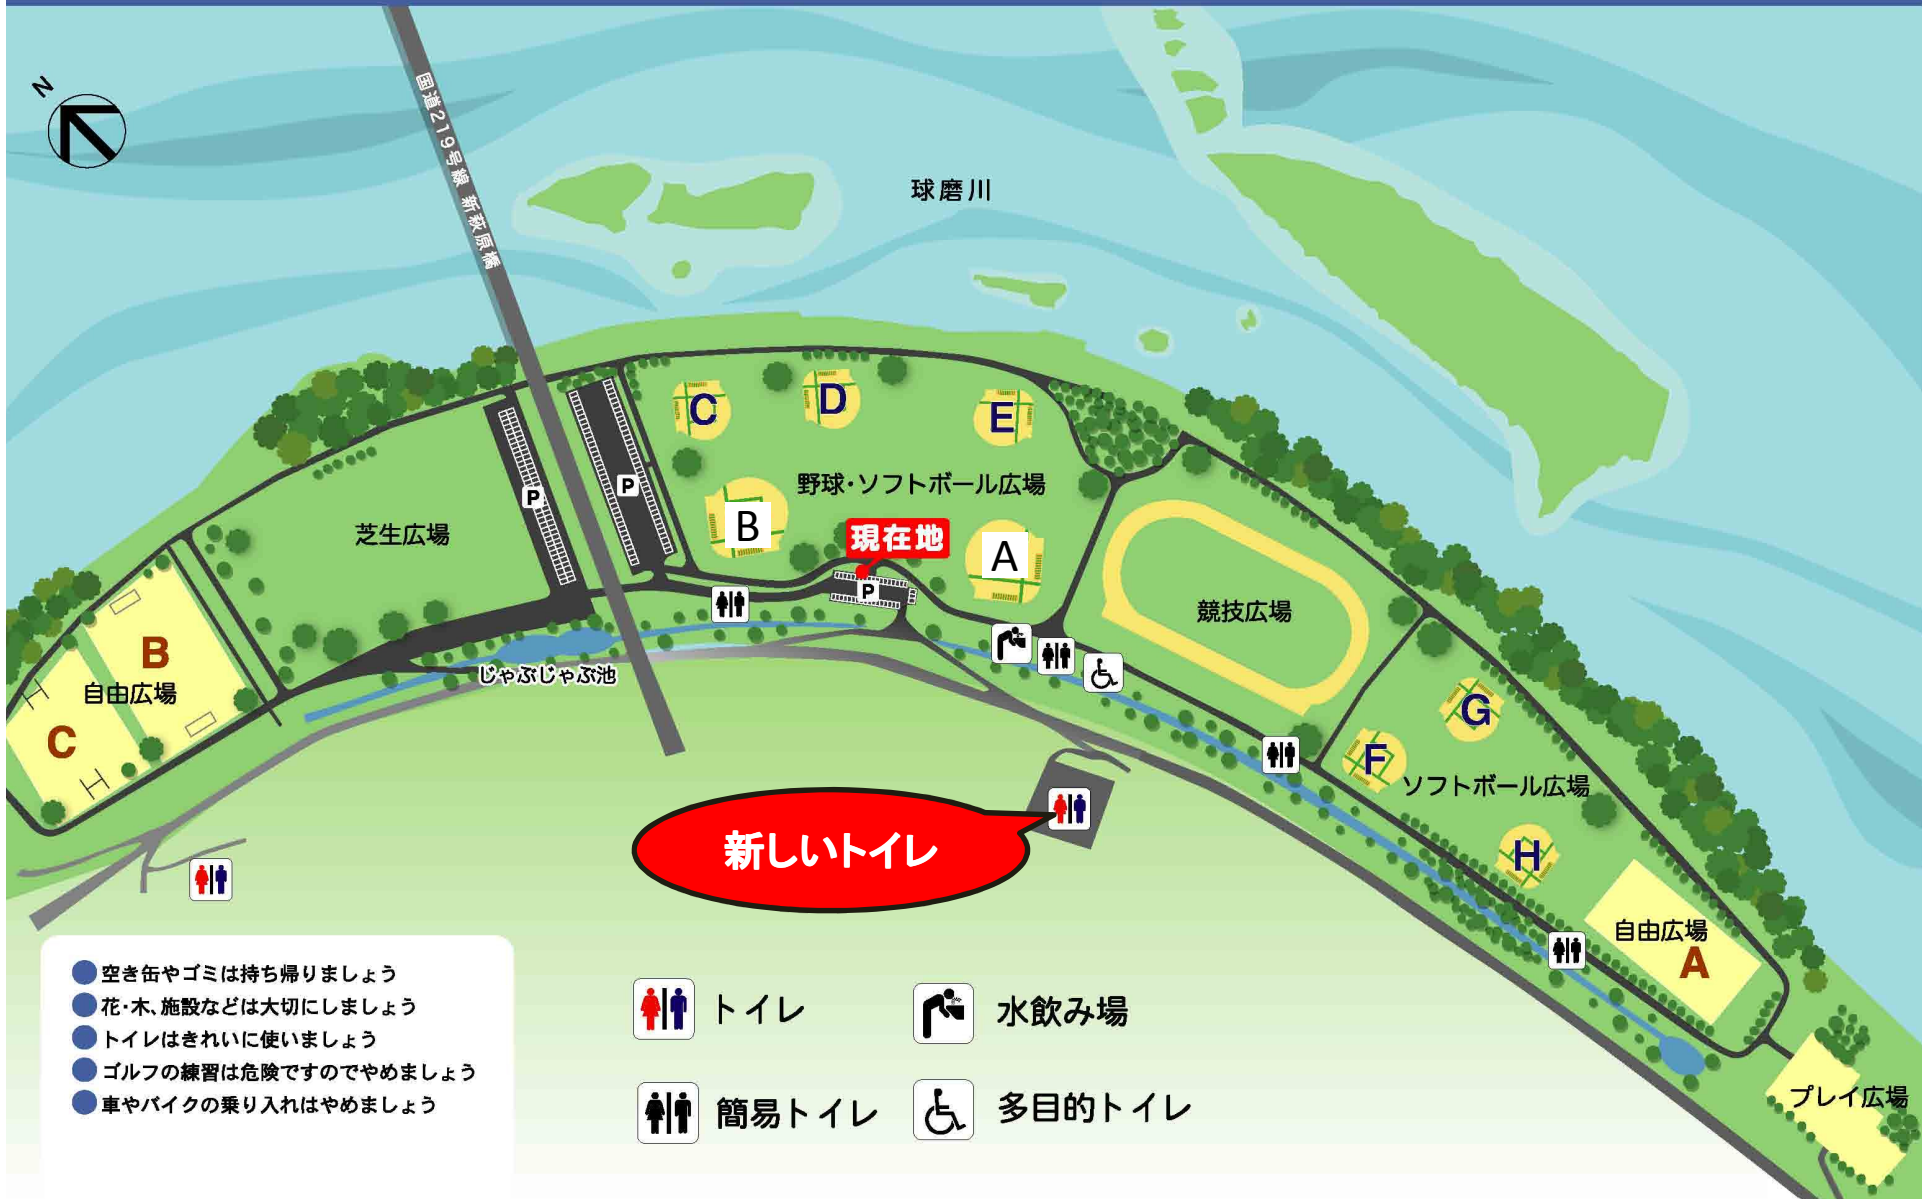 N
国道219号線 新萩原橋
球磨川
C
D
E
P
P
野球・ソフトボール広場
芝生広場
B
現在地
A
P
競技広場
B
自由広場
じゃぶじゃぶ池
C
G
F
ソフトボール広場
新しいトイレ
H
自由広場
A
プレイ広場
空き缶やゴミは持ち帰りましょう
花・木、施設などは大切にしましょう
トイレはきれいに使いましょう
ゴルフの練習は危険ですのでやめましょう
車やバイクの乗り入れはやめましょう
トイレ
水飲み場
簡易トイレ
多目的トイレ